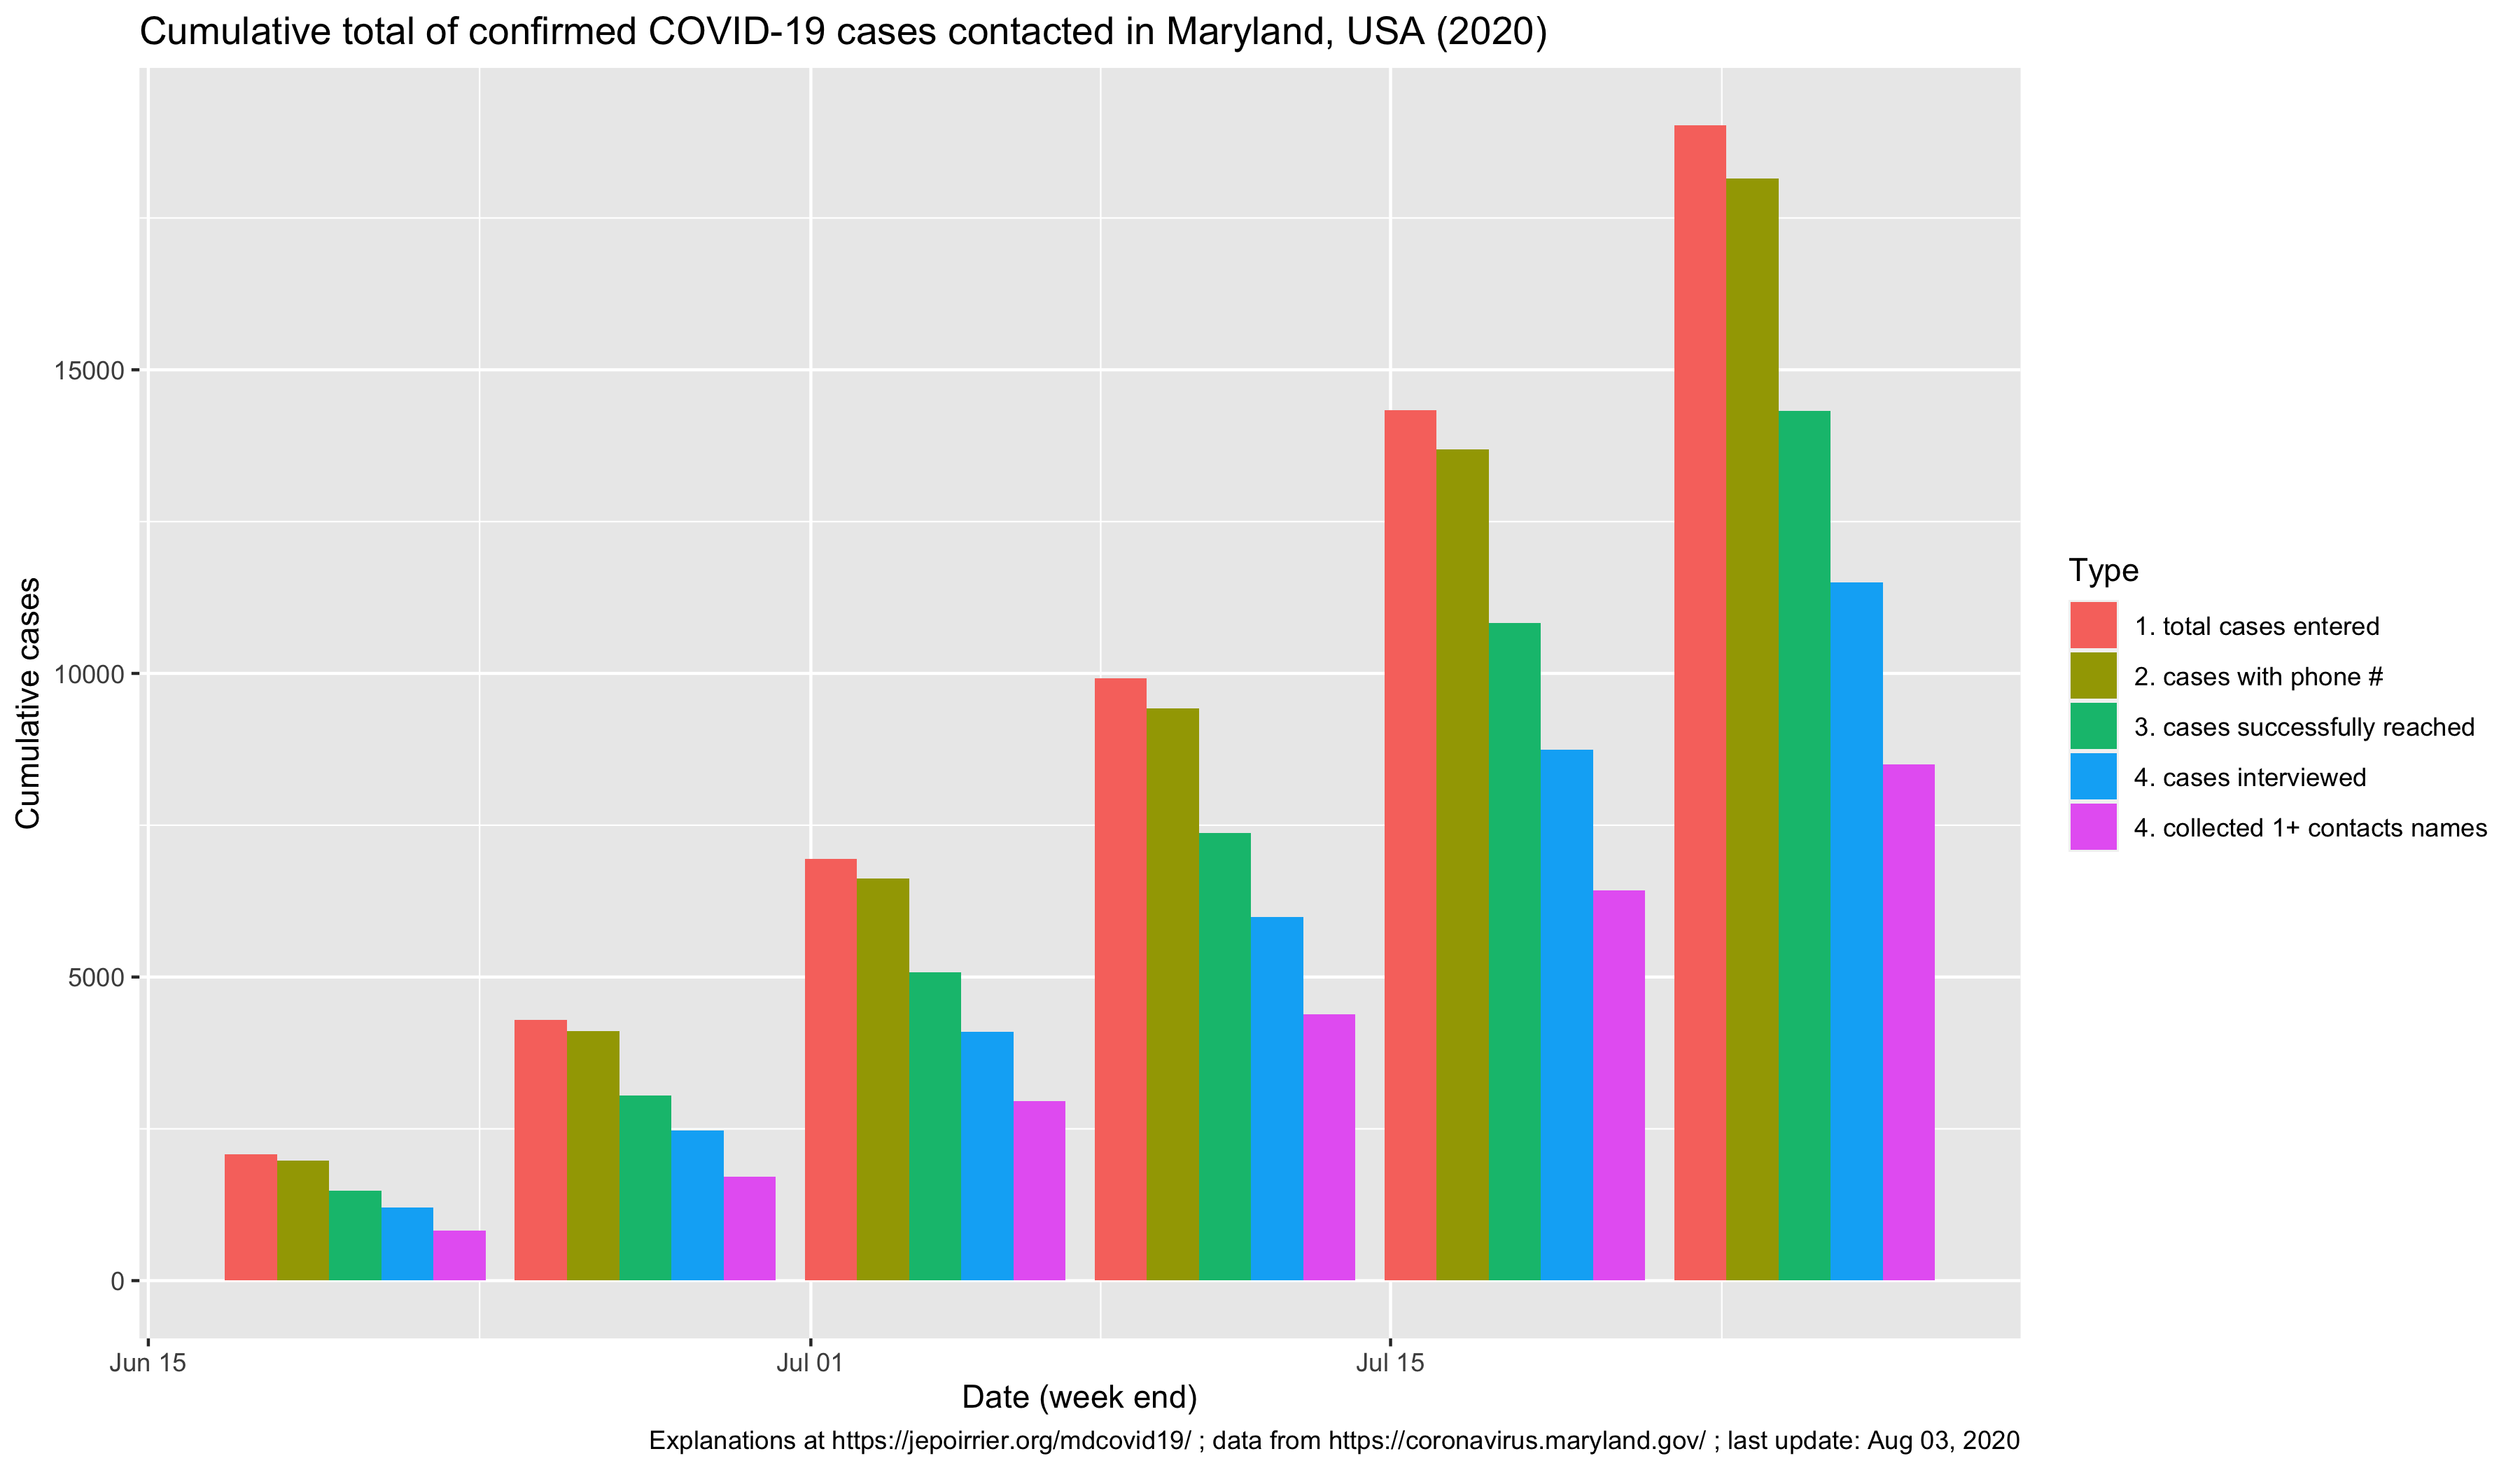 Cumulative total of confirmed COVID-19 cases contacted in Maryland, USA (2020)
Cumulative cases
15000
10000
5000
0
Jun 15
Jul 01
Jul 15
Date (week end)
Type
1. total cases entered
2. cases with phone #
3. cases successfully reached
4. cases interviewed
4. collected 1+ contacts names
Explanations at https://jepoirrier.org/mdcovid19/ ; data from https://coronavirus.maryland.gov/ ; last update: Aug 03, 2020